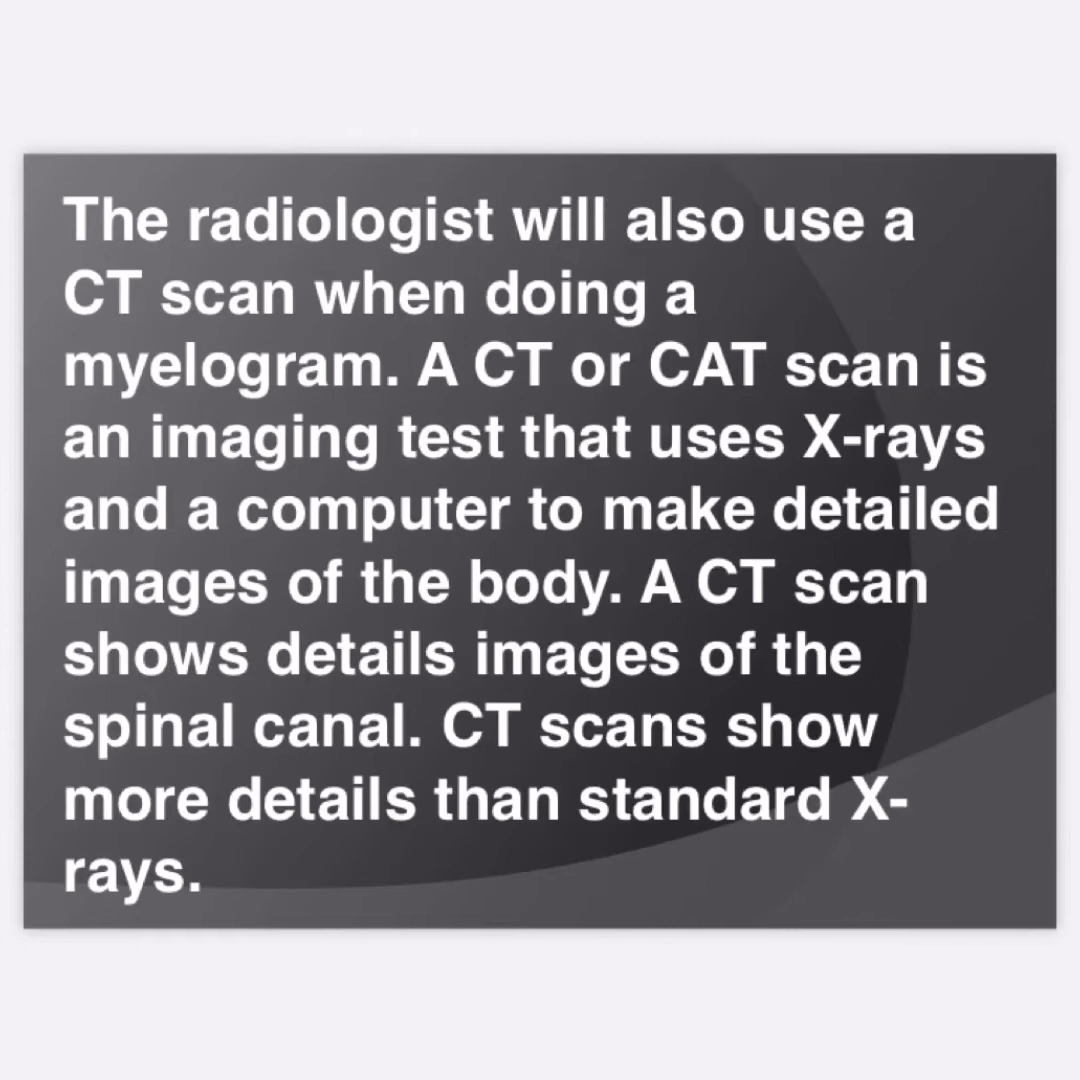 The radiologist will also use a
CT scan when doing a
myelogram. A CT or CAT scan is
an imaging test that uses X-rays
and a computer to make detailed
images of the body. A CT scan
shows details images of the
spinal canal. CT scans show
more details than standard X-
rays.